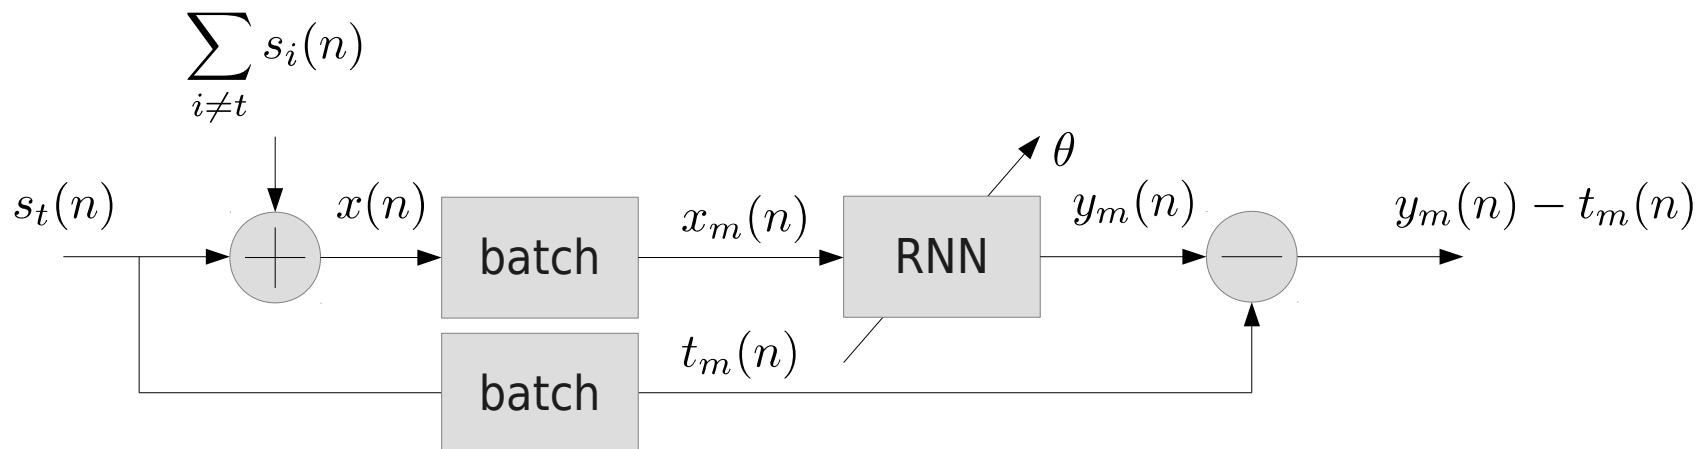 ∑ s_i(n)
i≠t
θ
s_t(n)
x(n)
x_m(n)
y_m(n)
y_m(n) − t_m(n)
+
batch
RNN
−
t_m(n)
batch